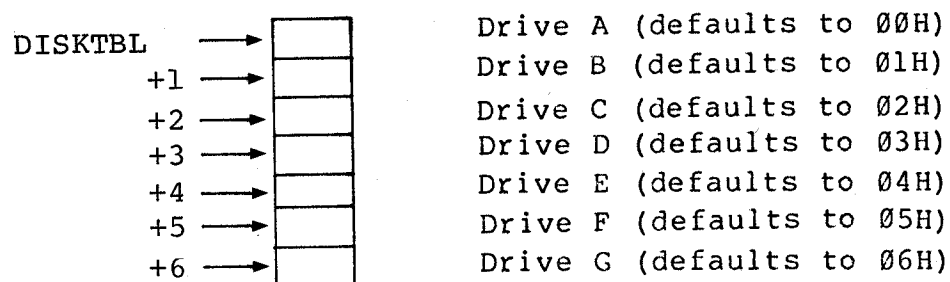 DISKTBL Drive A (defaults to ØØH)
+1 Drive B (defaults to Ø1H)
+2 Drive C (defaults to Ø2H)
+3 Drive D (defaults to Ø3H)
+4 Drive E (defaults to Ø4H)
+5 Drive F (defaults to Ø5H)
+6 Drive G (defaults to Ø6H)